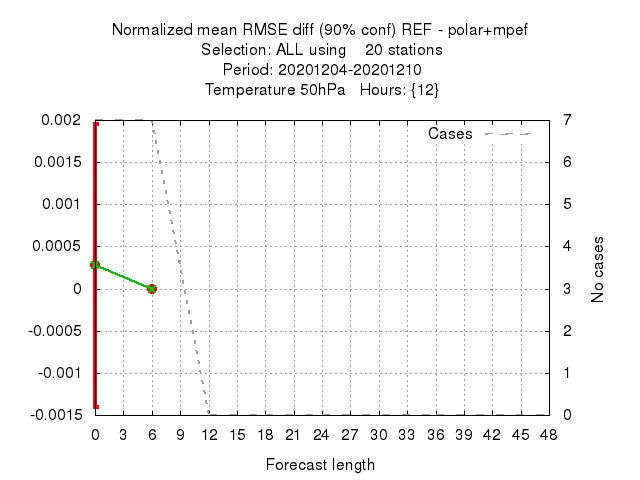 Normalized mean RMSE diff (90% conf) REF - polar+mpef
Selection: ALL using    20 stations
Period: 20201204-20201210
Temperature 50hPa   Hours: {12}
Cases
0.002
0.0015
0.001
0.0005
0
-0.0005
-0.001
-0.0015
7
6
5
4
3
2
1
0
No cases
0 3 6 9 12 15 18 21 24 27 30 33 36 39 42 45 48
Forecast length